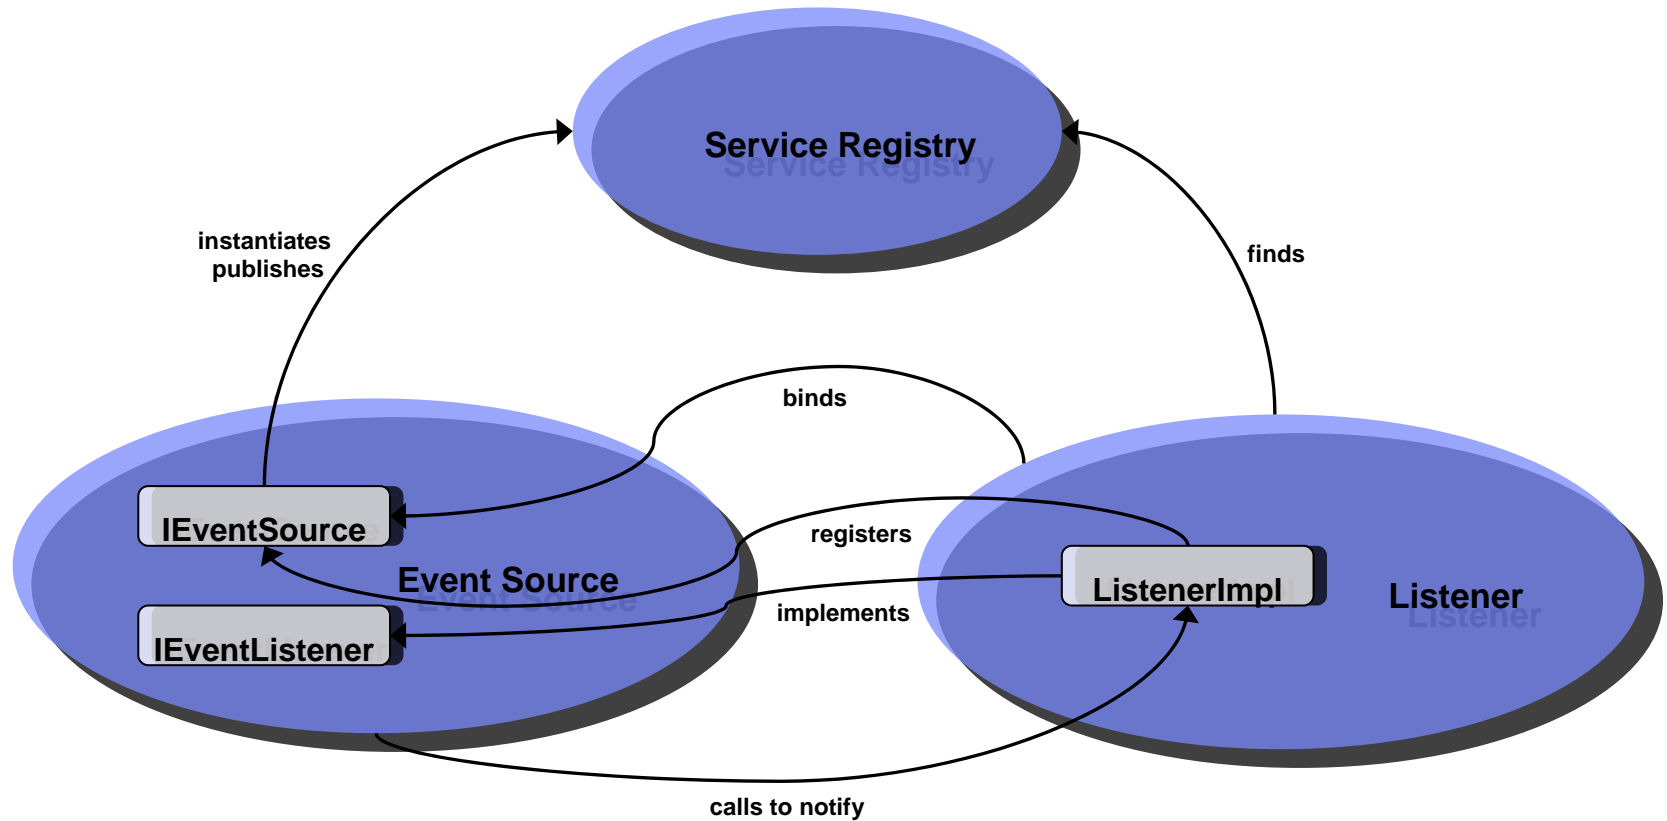 Service Registry
instantiates
publishes
finds
binds
IEventSource
registers
Event Source
ListenerImpl
Listener
implements
IEventListener
calls to notify